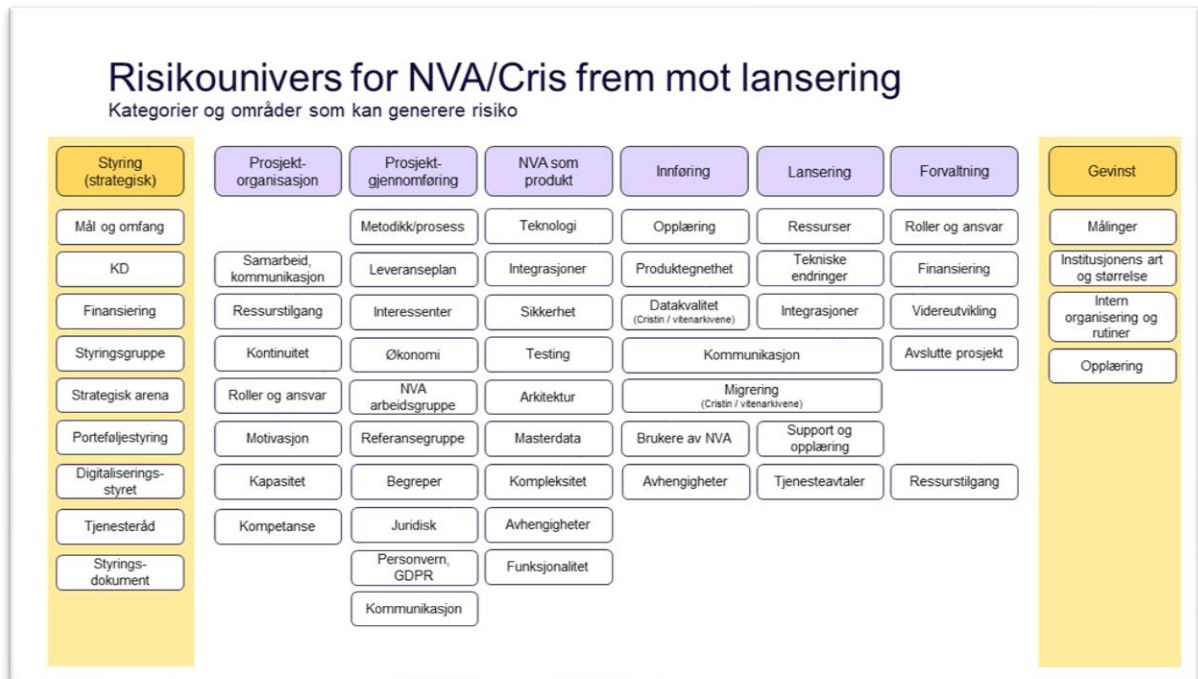 Risikounivers for NVA/Cris frem mot lansering
Kategorier og områder som kan generere risiko
Styring
(strategisk)
Mål og omfang
KD
Finansiering
Styringsgruppe
Strategisk arena
Porteføljestyring
Digitaliserings-
styret
Tjenesteråd
Styrings-
dokument
Prosjekt-
organisasjon
Samarbeid,
kommunikasjon
Ressurstilgang
Kontinuitet
Roller og ansvar
Motivasjon
Kapasitet
Kompetanse
Prosjekt-
gjennomføring
Metodikk/prosess
Leveranseplan
Interessenter
Økonomi
NVA
arbeidsgruppe
Referansegruppe
Begreper
Juridisk
Personvern,
GDPR
Kommunikasjon
NVA som
produkt
Teknologi
Integrasjoner
Sikkerhet
Testing
Arkitektur
Masterdata
Kompleksitet
Avhengigheter
Funksjonalitet
Innføring
Opplæring
Produktegnethet
Datakvalitet
(Cristin / vitenarkivene)
Kommunikasjon
Migrering
(Cristin / vitenarkivene)
Brukere av NVA
Avhengigheter
Lansering
Ressurser
Tekniske
endringer
Integrasjoner
Support og
opplæring
Tjenesteavtaler
Forvaltning
Roller og ansvar
Finansiering
Videreutvikling
Avslutte prosjekt
Ressurstilgang
Gevinst
Målinger
Institusjonens art
og størrelse
Intern
organisering og
rutiner
Opplæring